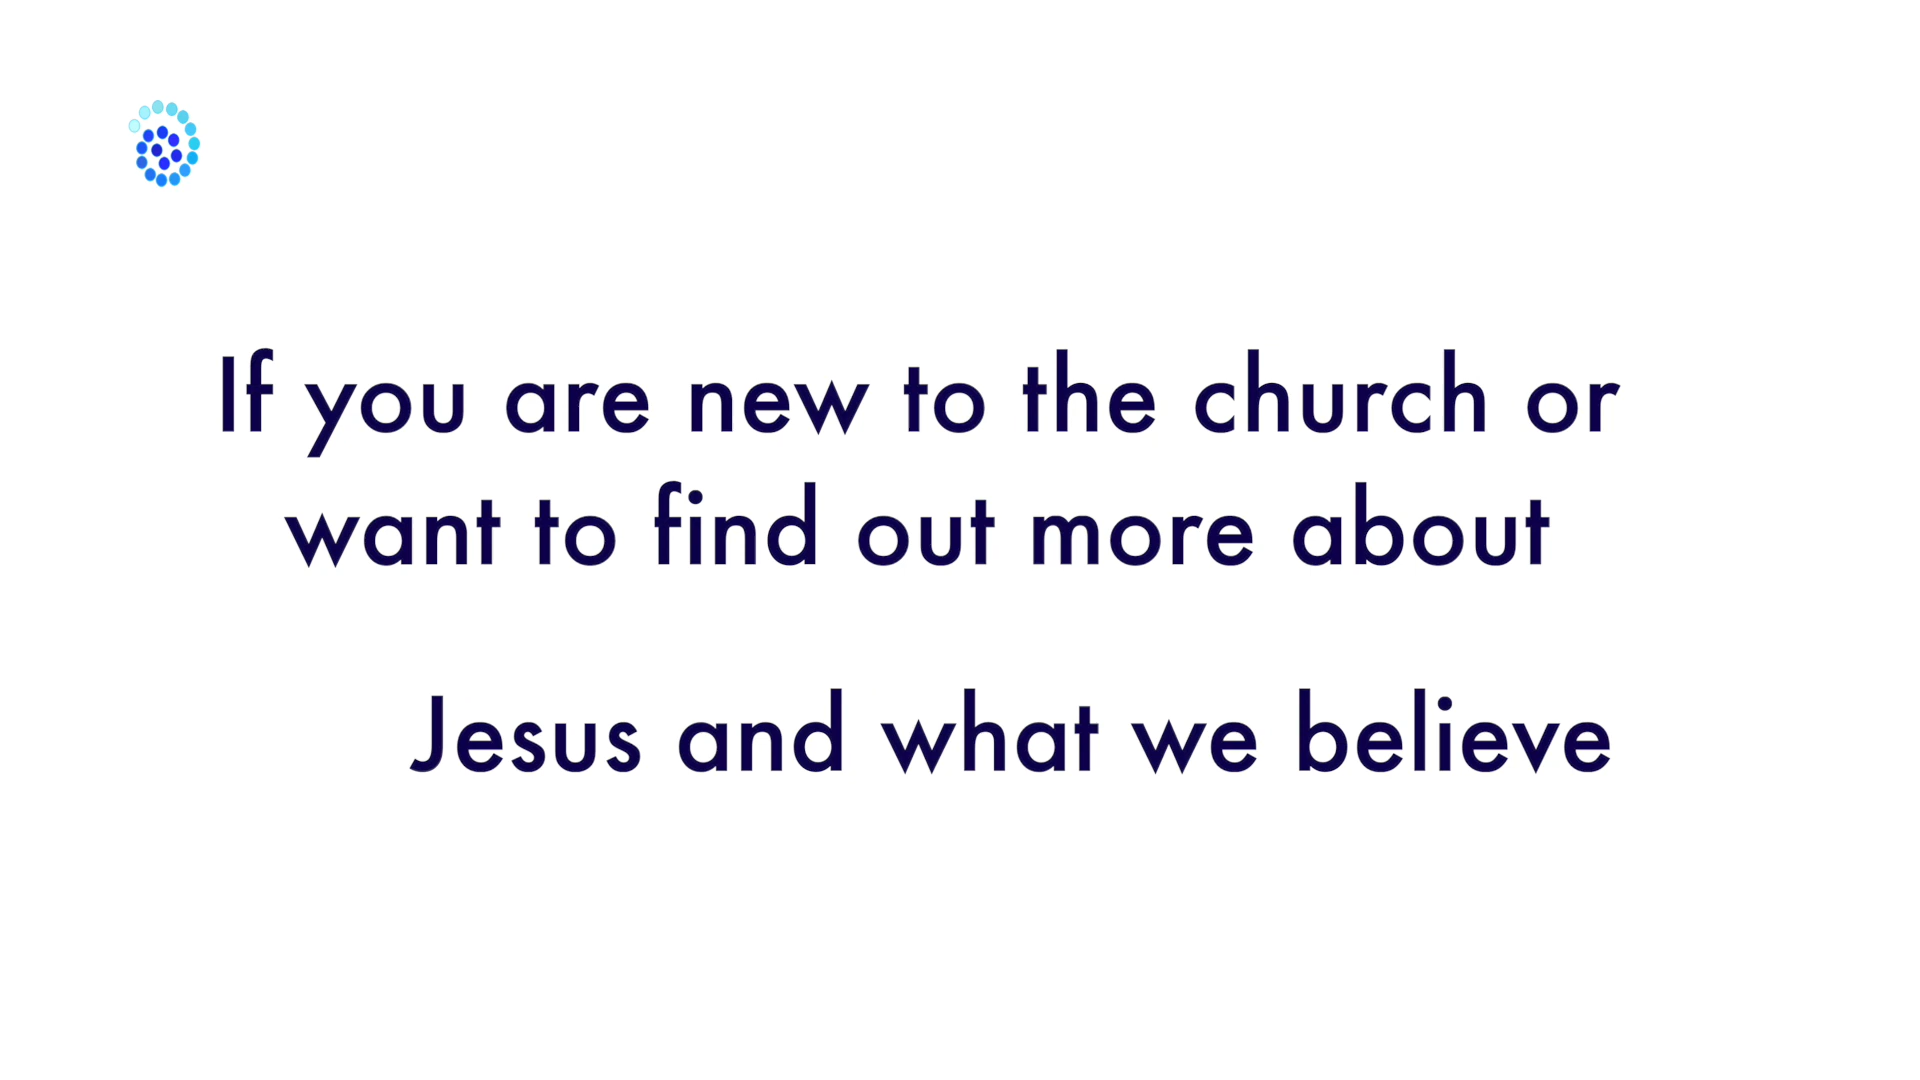 If you are new to the church or
want to find out more about
Jesus and what we believe